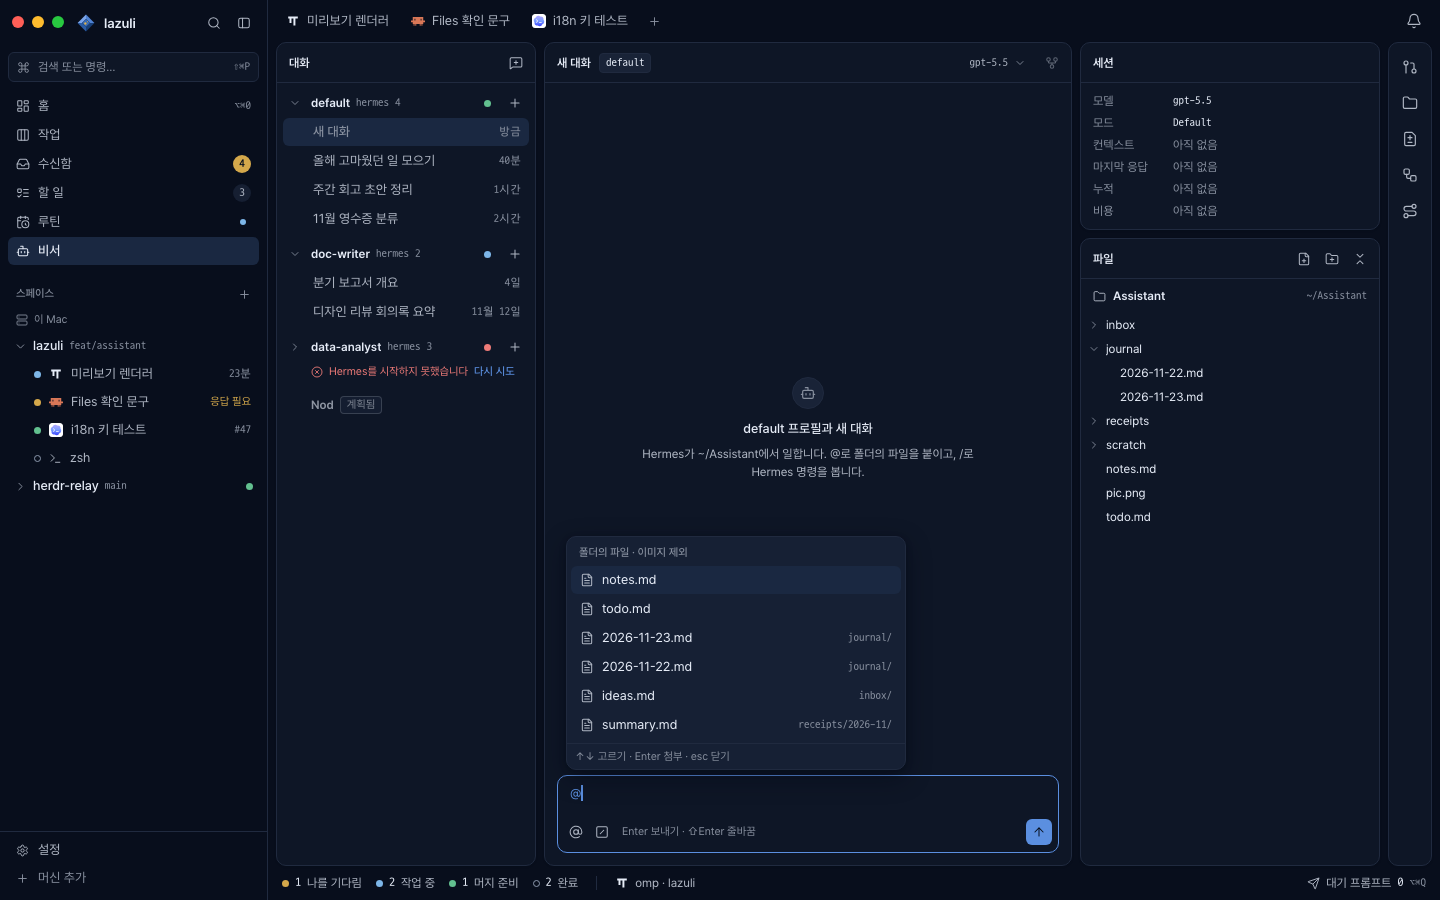 lazuli
검색 또는 명령... ⇧⌘P
홈 ⌥⌘0
작업
수신함 4
할 일 3
루틴
비서
스페이스
이 Mac
lazuli feat/assistant
미리보기 렌더러 23분
Files 확인 문구 응답 필요
i18n 키 테스트 #47
zsh
herdr-relay main
설정
머신 추가
미리보기 렌더러
Files 확인 문구
i18n 키 테스트
대화
default hermes 4
새 대화 방금
올해 고마웠던 일 모으기 40분
주간 회고 초안 정리 1시간
11월 영수증 분류 2시간
doc-writer hermes 2
분기 보고서 개요 4일
디자인 리뷰 회의록 요약 11월 12일
data-analyst hermes 3
Hermes를 시작하지 못했습니다 다시 시도
Nod 계획됨
새 대화 default gpt-5.5
default 프로필과 새 대화
Hermes가 ~/Assistant에서 일합니다. @로 폴더의 파일을 붙이고, /로
Hermes 명령을 봅니다.
폴더의 파일 · 이미지 제외
notes.md
todo.md
2026-11-23.md journal/
2026-11-22.md journal/
ideas.md inbox/
summary.md receipts/2026-11/
↑↓ 고르기 · Enter 첨부 · esc 닫기
@
Enter 보내기 · ⇧Enter 줄바꿈
세션
모델 gpt-5.5
모드 Default
컨텍스트 아직 없음
마지막 응답 아직 없음
누적 아직 없음
비용 아직 없음
파일
Assistant ~/Assistant
inbox
journal
2026-11-22.md
2026-11-23.md
receipts
scratch
notes.md
pic.png
todo.md
1 나를 기다림 2 작업 중 1 머지 준비 2 완료 omp · lazuli
대기 프롬프트 0 ⌥⌘Q